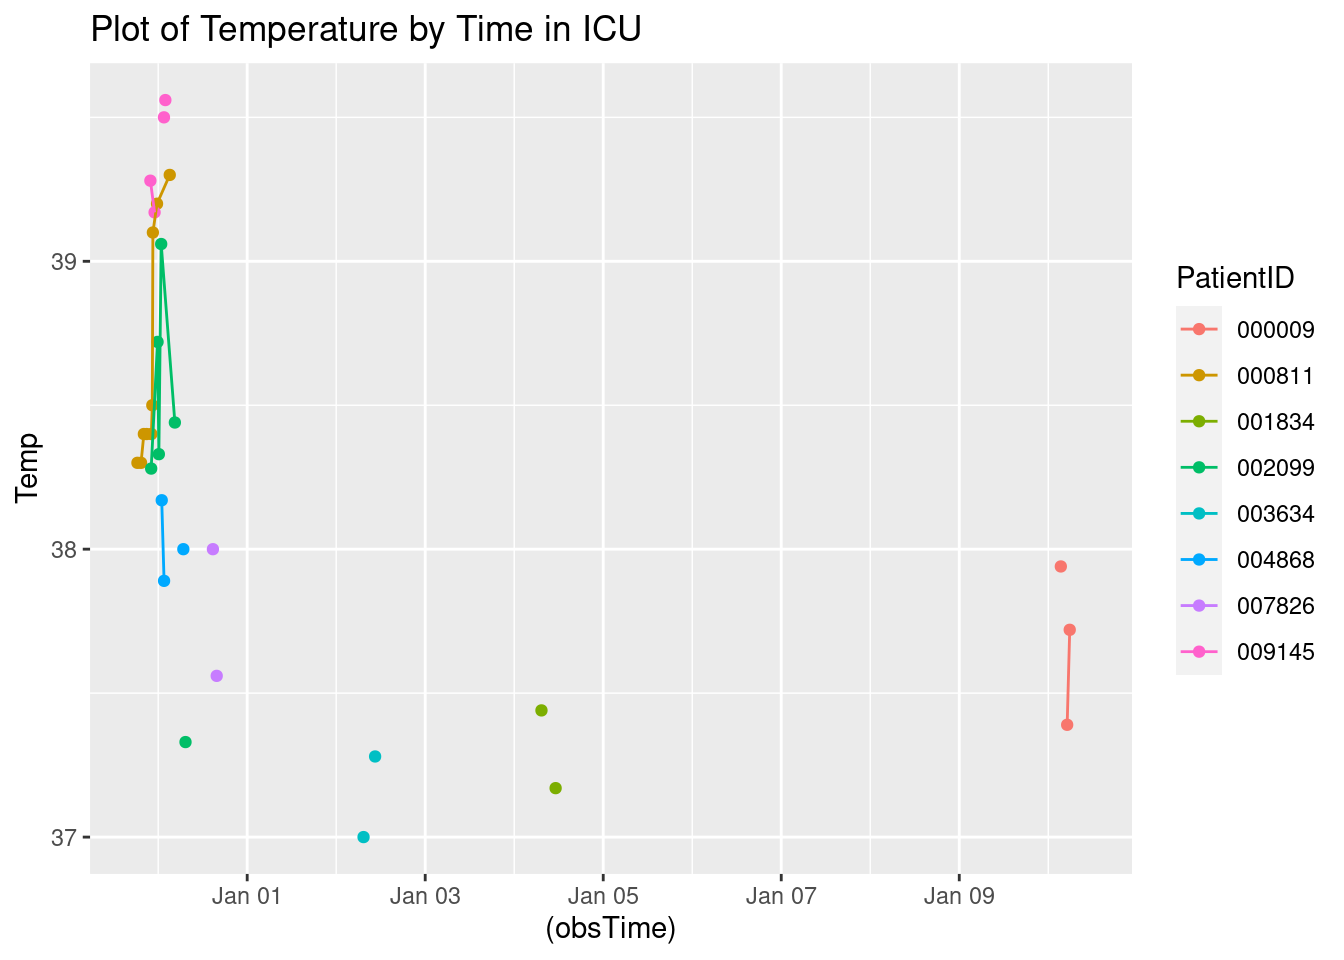 Plot of Temperature by Time in ICU
Temp
39
38
37
Jan 01 Jan 03 Jan 05 Jan 07 Jan 09
(obsTime)
PatientID
000009
000811
001834
002099
003634
004868
007826
009145